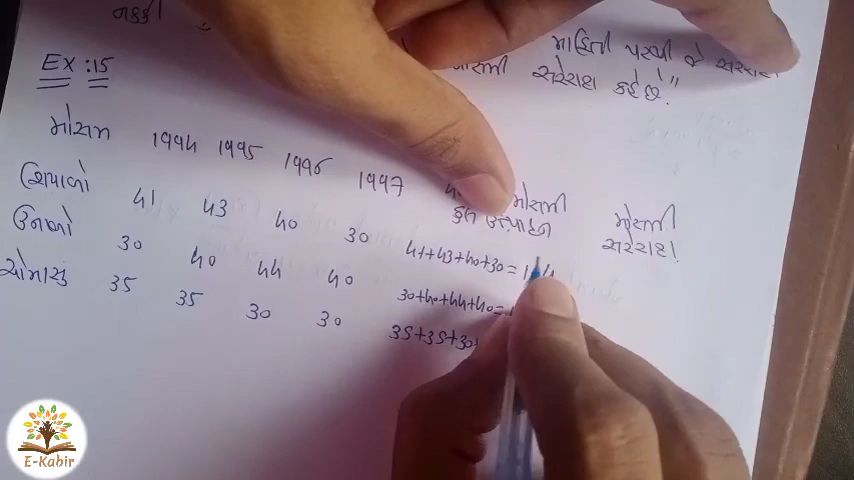 નક્કી
માહિતી પરથી જે સરેરાશ
સરેરાશ કહે છે."
Ex :15
મોસમ 1994 1995 1996 1997 મોસમી મોસમી
કુલ ઉત્પાદન સરેરાશ
શિયાળો 41 43 40 30 41+43+40+30=
ઉનાળો 30 40 44 40 30+40+44+40=
ચોમાસુ 35 35 30 30 35+35+30+
E-Kabir